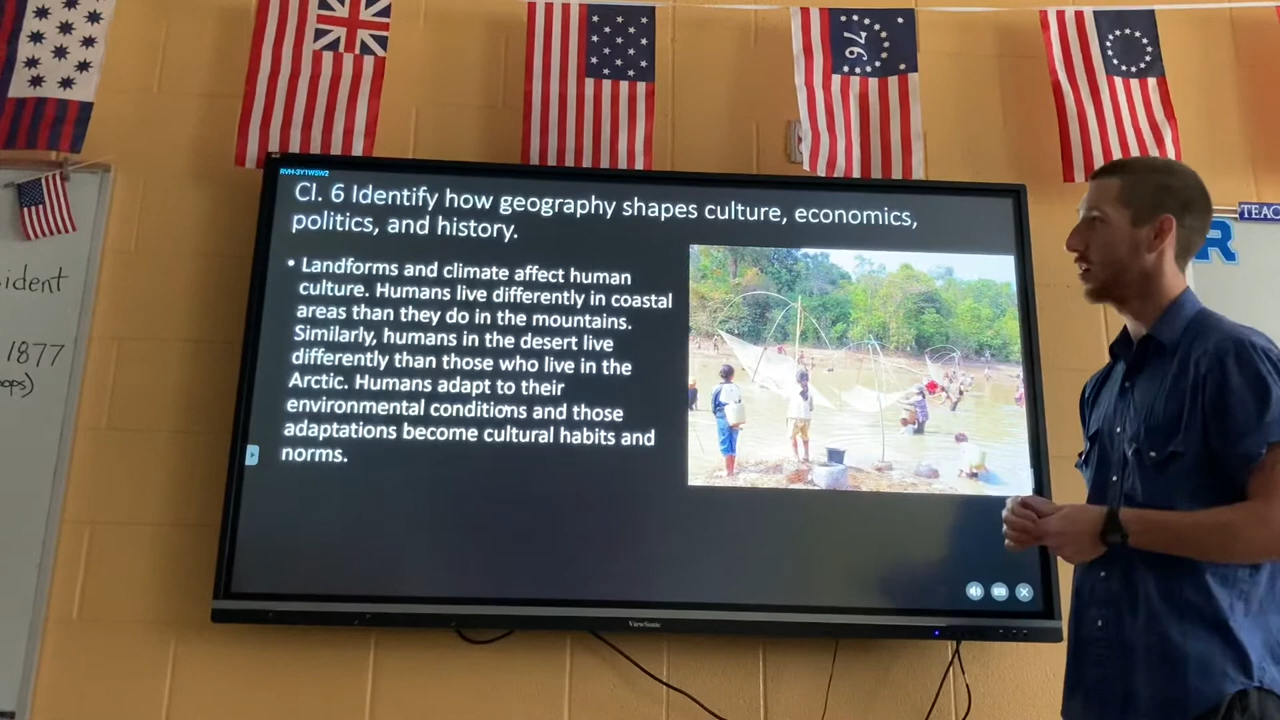 76
RVH-3Y1W5W2
CI. 6 Identify how geography shapes culture, economics,
politics, and history.
• Landforms and climate affect human
culture. Humans live differently in coastal
areas than they do in the mountains.
Similarly, humans in the desert live
differently than those who live in the
Arctic. Humans adapt to their
environmental conditions and those
adaptations become cultural habits and
norms.
ViewSonic
ident
1877
ops)
TEAC
R